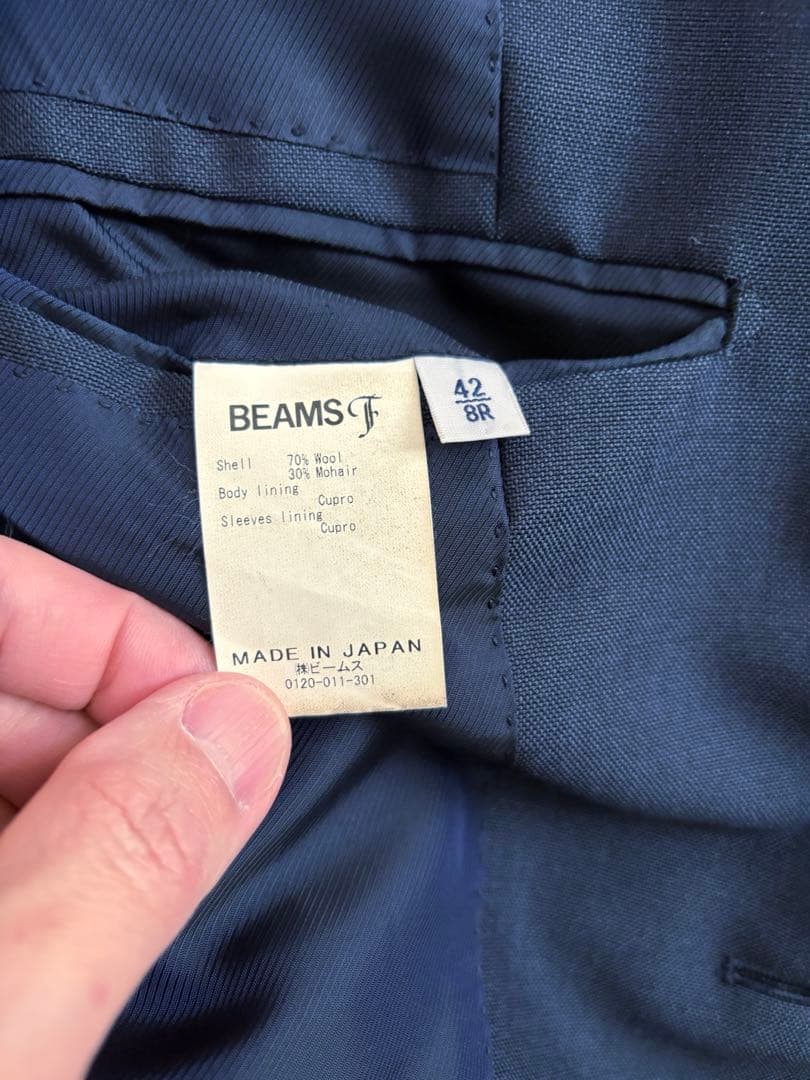 BEAMS F
42
8R
Shell 70% Wool
30% Mohair
Body lining
Cupro
Sleeves lining
Cupro
MADE IN JAPAN
㈱ビームス
0120-011-301